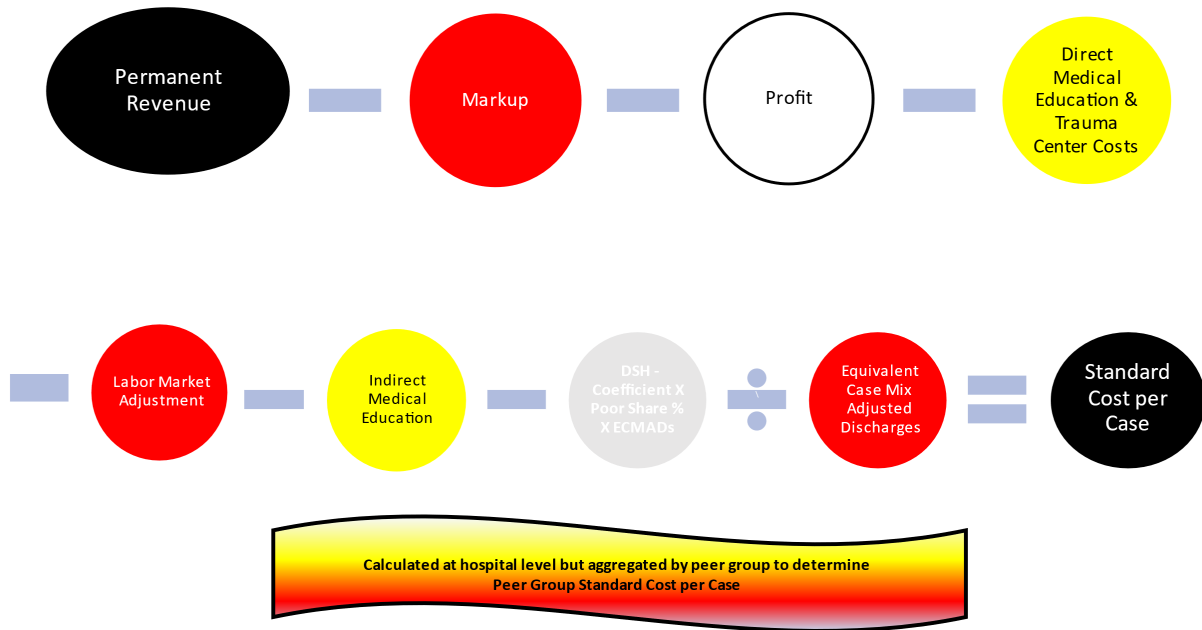 Permanent
Revenue
Markup
Profit
Direct
Medical
Education &
Trauma
Center Costs
Labor Market
Adjustment
Indirect
Medical
Education
DSH -
Coefficient X
Poor Share %
X ECMADs
Equivalent
Case Mix
Adjusted
Discharges
Standard
Cost per
Case
Calculated at hospital level but aggregated by peer group to determine
Peer Group Standard Cost per Case